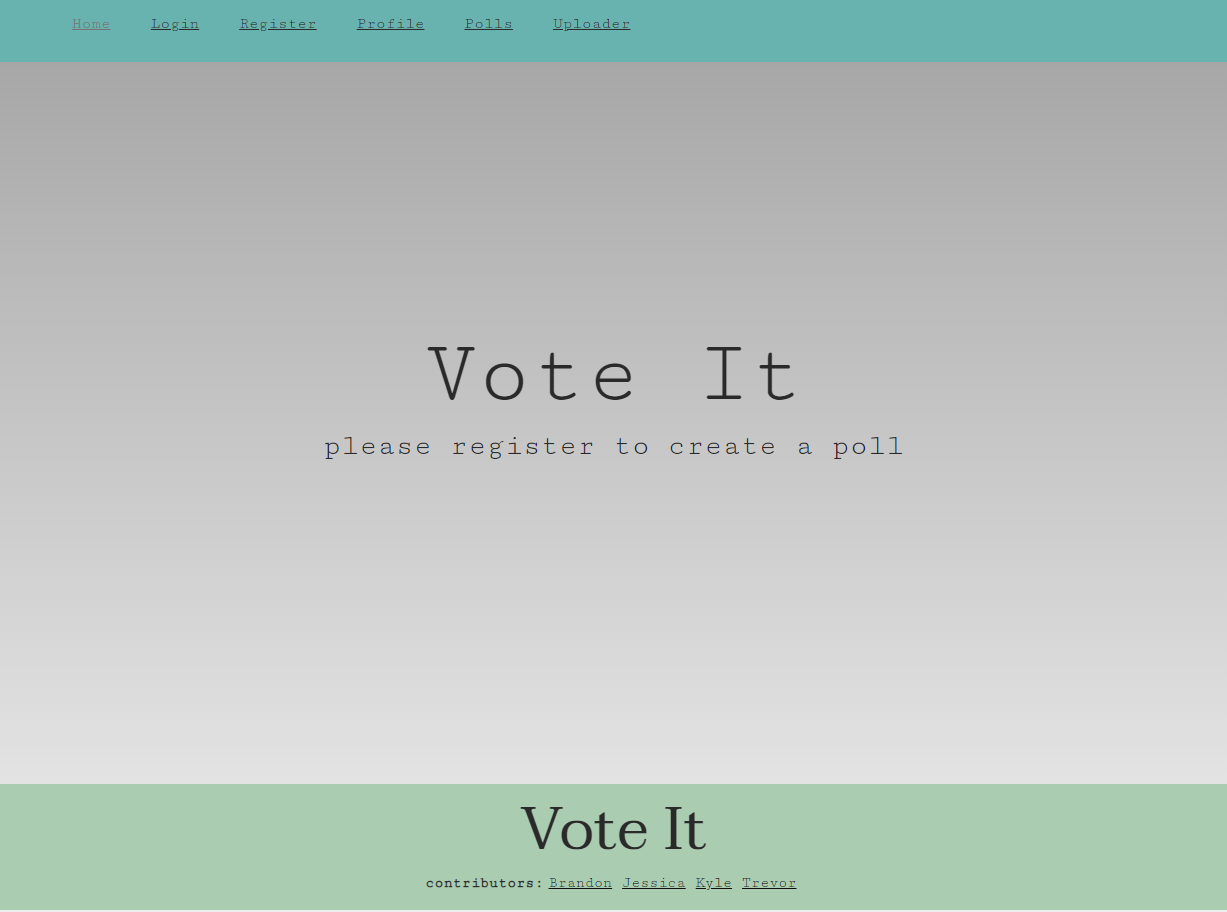 Home Login Register Profile Polls Uploader
Vote It
please register to create a poll
Vote It
contributors: Brandon Jessica Kyle Trevor